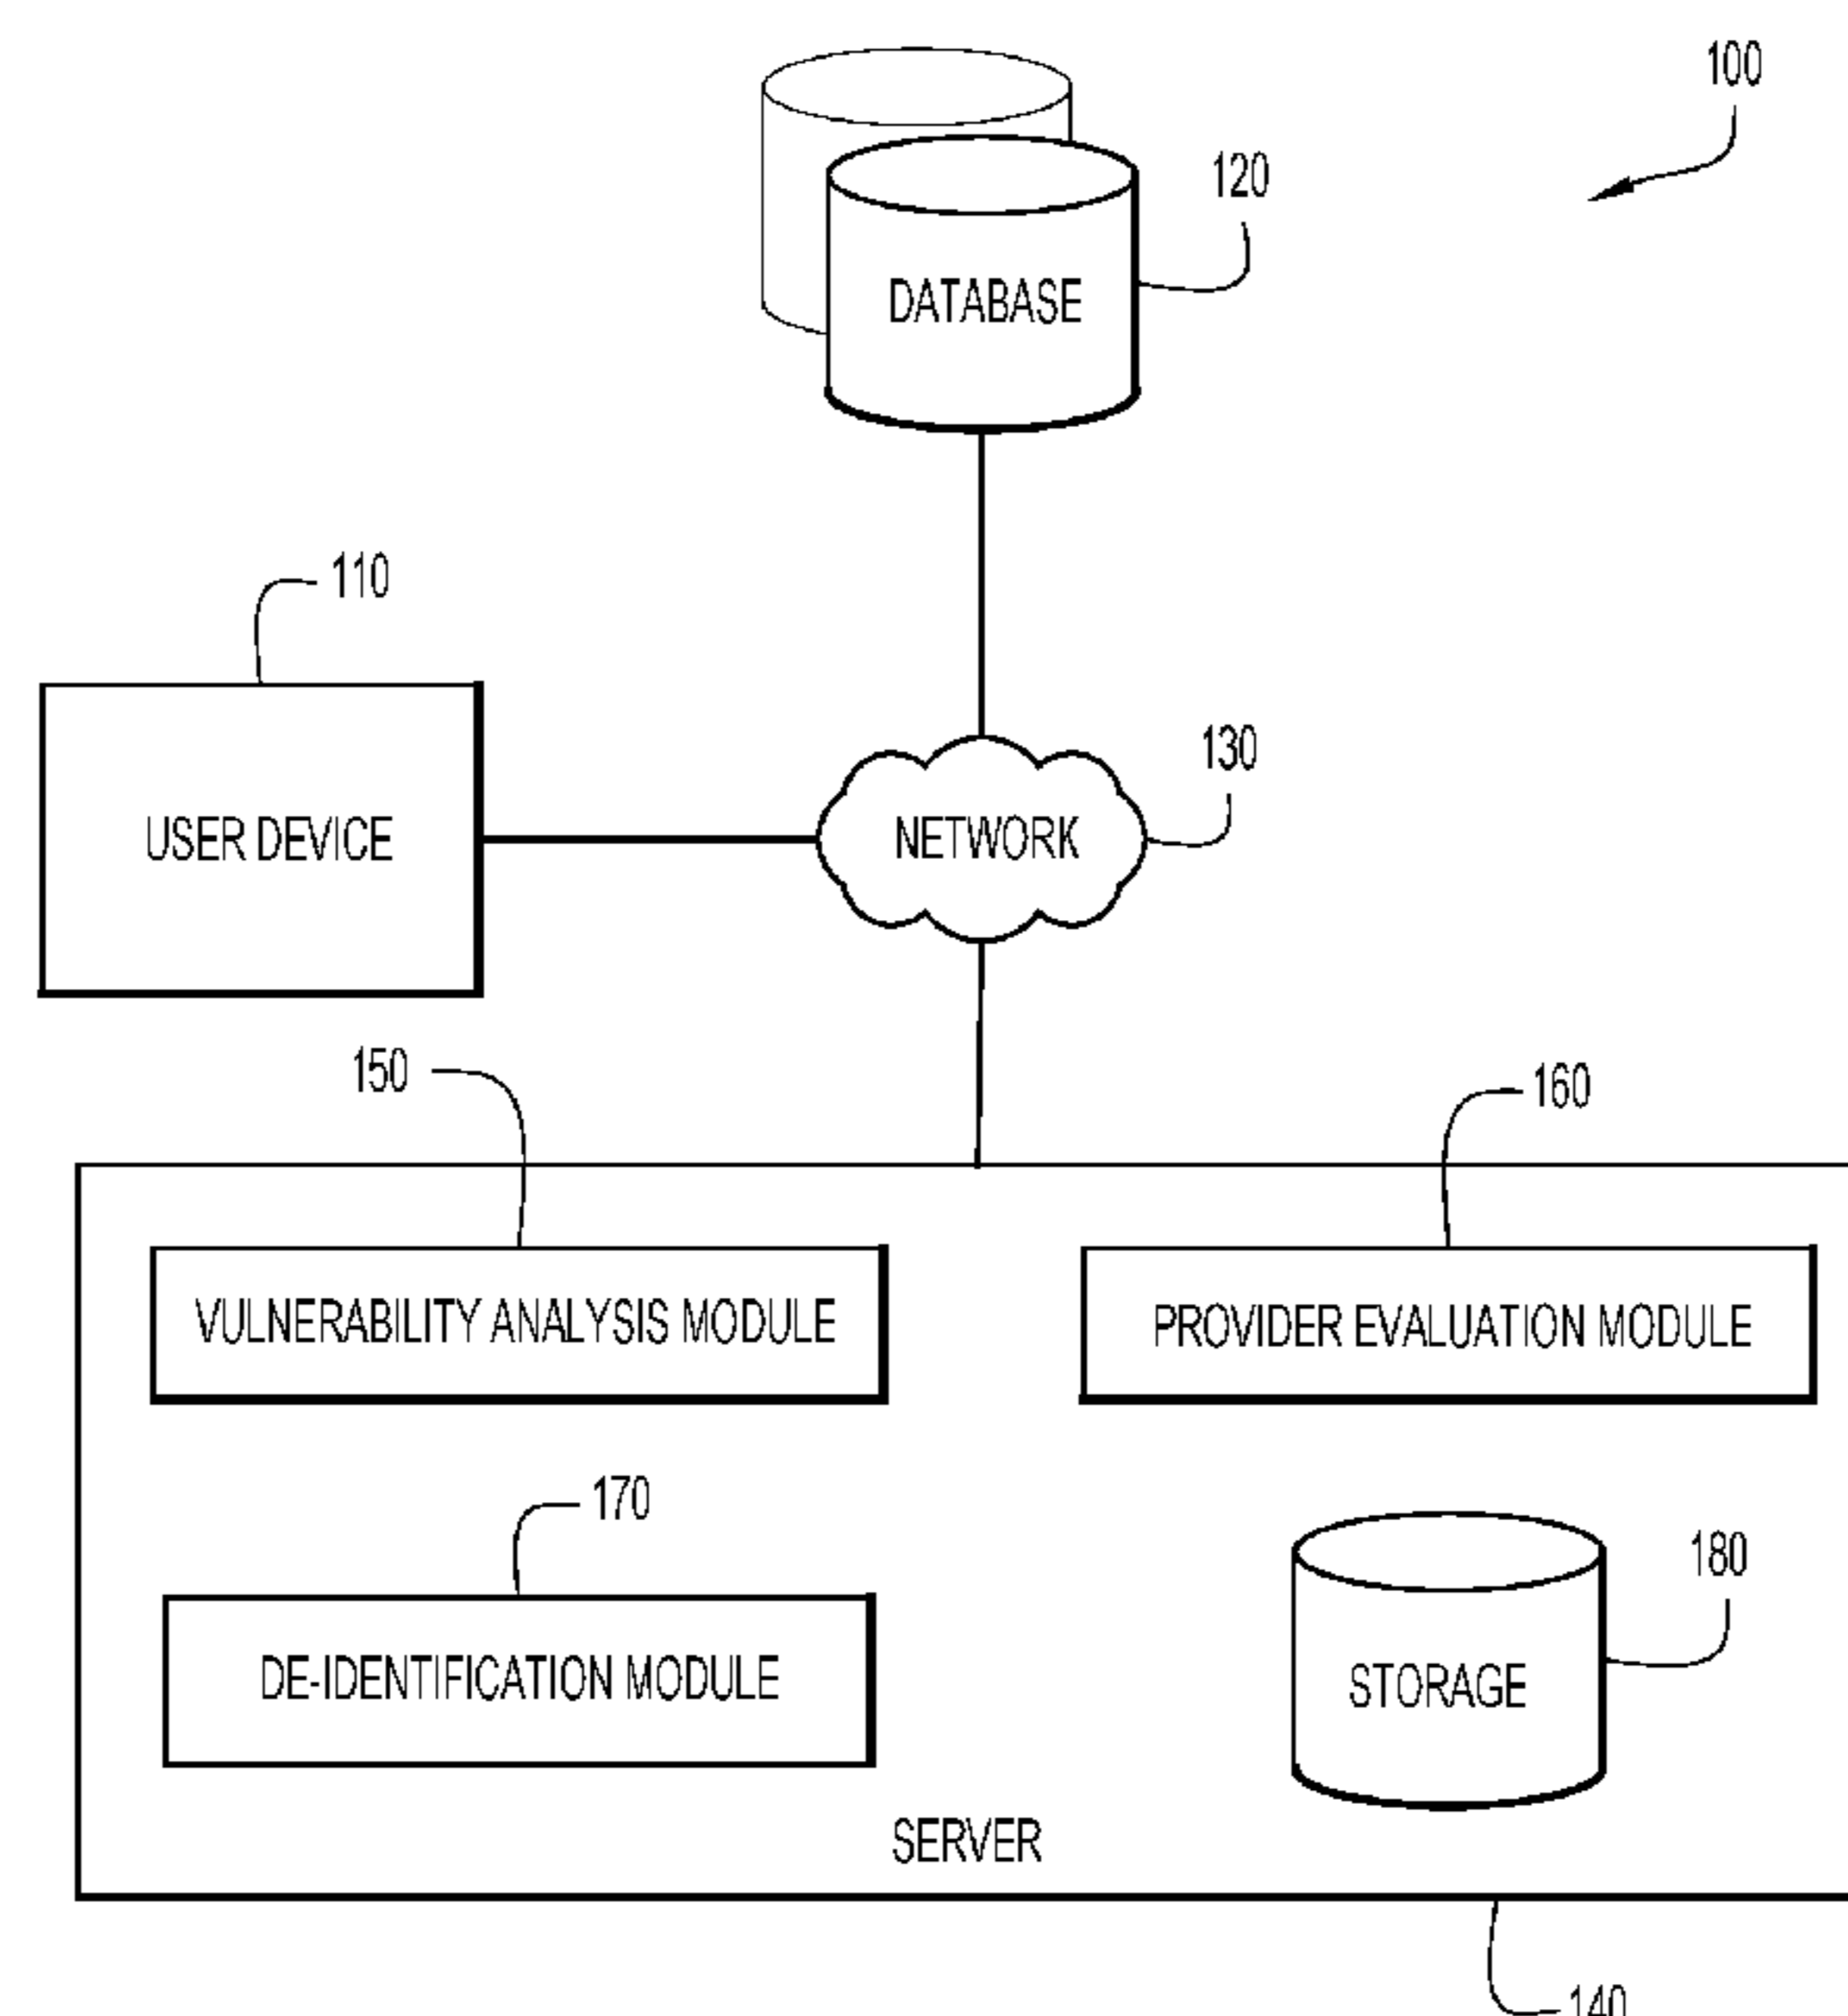 100
120
DATABASE
110
130
USER DEVICE
NETWORK
150
160
VULNERABILITY ANALYSIS MODULE
PROVIDER EVALUATION MODULE
170
180
DE-IDENTIFICATION MODULE
STORAGE
SERVER
140